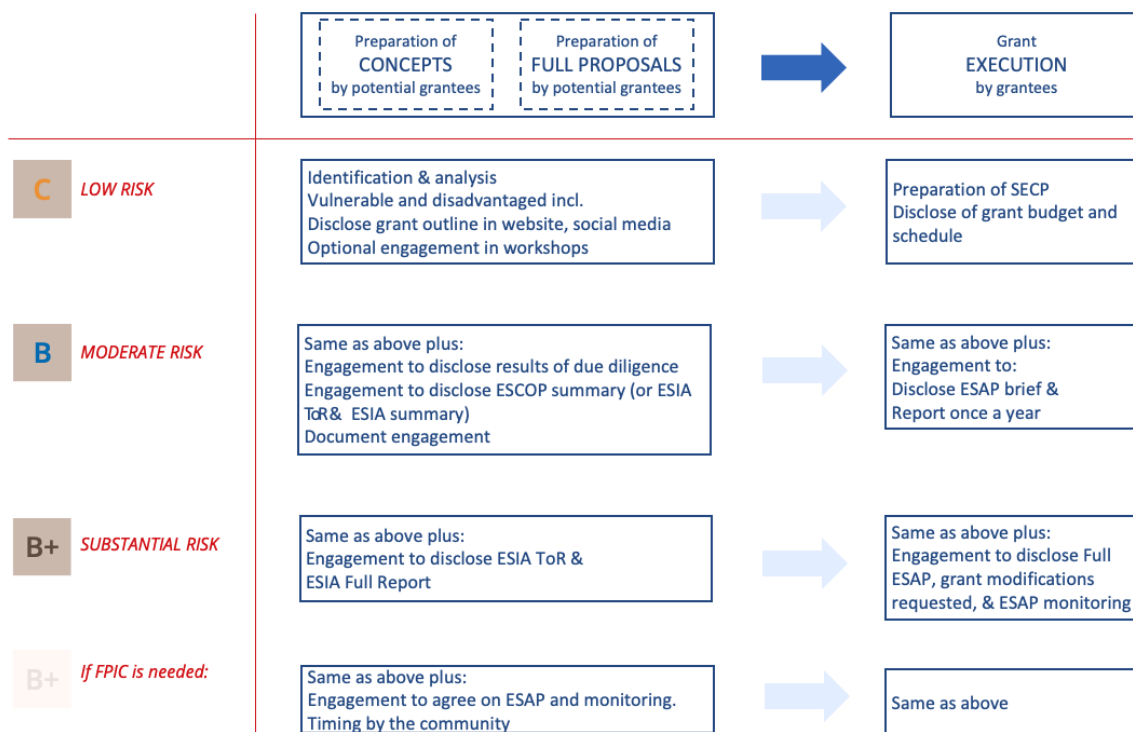 Preparation of
CONCEPTS
by potential grantees
Preparation of
FULL PROPOSALS
by potential grantees
Grant
EXECUTION
by grantees
C
LOW RISK
Identification & analysis
Vulnerable and disadvantaged incl.
Disclose grant outline in website, social media
Optional engagement in workshops
Preparation of SECP
Disclose of grant budget and
schedule
B
MODERATE RISK
Same as above plus:
Engagement to disclose results of due diligence
Engagement to disclose ESCOP summary (or ESIA
ToR & ESIA summary)
Document engagement
Same as above plus:
Engagement to:
Disclose ESAP brief &
Report once a year
B+
SUBSTANTIAL RISK
Same as above plus:
Engagement to disclose ESIA ToR &
ESIA Full Report
Same as above plus:
Engagement to disclose Full
ESAP, grant modifications
requested, & ESAP monitoring
B+
If FPIC is needed:
Same as above plus:
Engagement to agree on ESAP and monitoring.
Timing by the community
Same as above